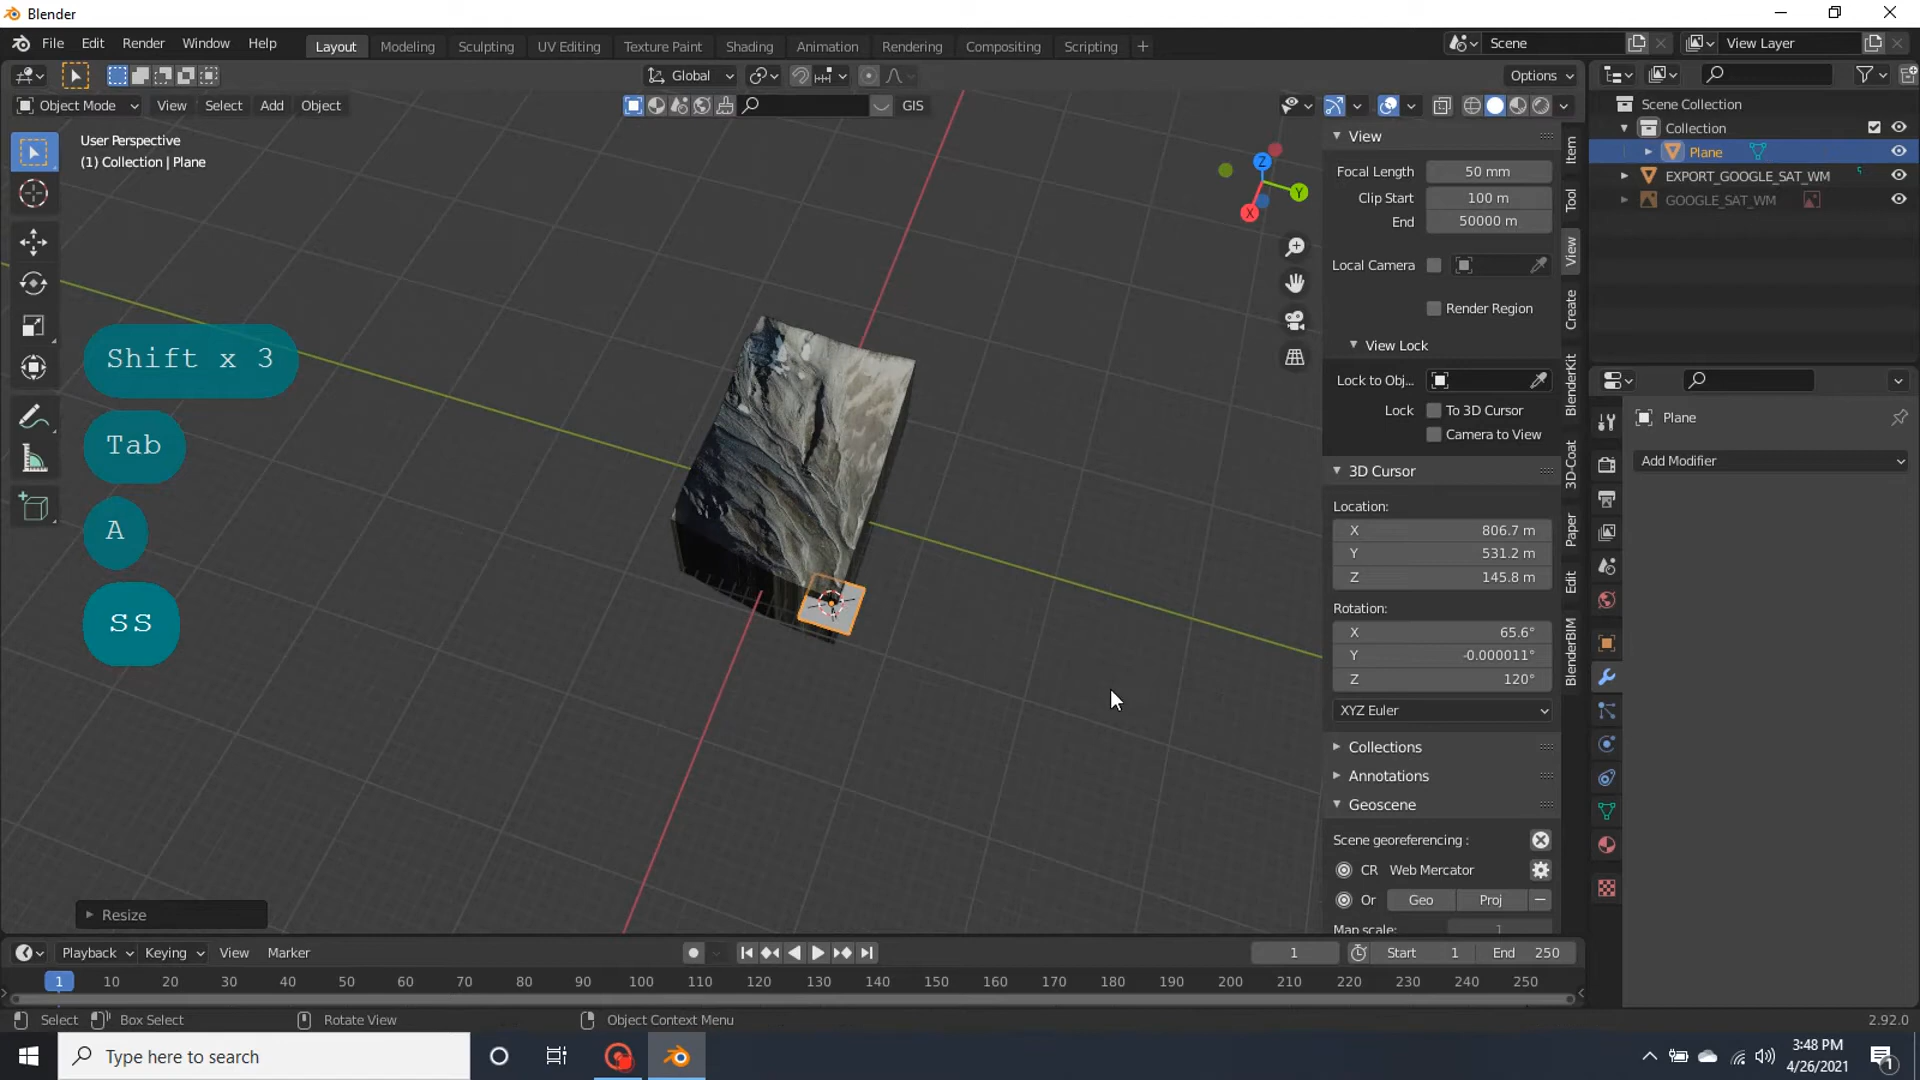 Blender
File Edit Render Window Help
Layout Modeling Sculpting UV Editing Texture Paint Shading Animation Rendering Compositing Scripting +
Scene
View Layer
Global
Options
Object Mode View Select Add Object
GIS
User Perspective
(1) Collection | Plane
Shift x 3
Tab
A
SS
Z
Y
X
View
Focal Length 50 mm
Clip Start 100 m
End 50000 m
Local Camera
Render Region
View Lock
Lock to Obj...
Lock To 3D Cursor
Camera to View
3D Cursor
Location:
X 806.7 m
Y 531.2 m
Z 145.8 m
Rotation:
X 65.6°
Y -0.000011°
Z 120°
XYZ Euler
Collections
Annotations
Geoscene
Scene georeferencing :
CR Web Mercator
Or Geo Proj
Map scale: 1
Item
Tool
View
Create
BlenderKit
3D-Coat
Paper
Edit
BlenderBIM
Scene Collection
Collection
Plane
EXPORT_GOOGLE_SAT_WM
GOOGLE_SAT_WM
Plane
Add Modifier
Resize
Playback Keying View Marker
1
Start 1
End 250
1 10 20 30 40 50 60 70 80 90 100 110 120 130 140 150 160 170 180 190 200 210 220 230 240 250
Select Box Select Rotate View Object Context Menu
2.92.0
Type here to search
3:48 PM
4/26/2021
1